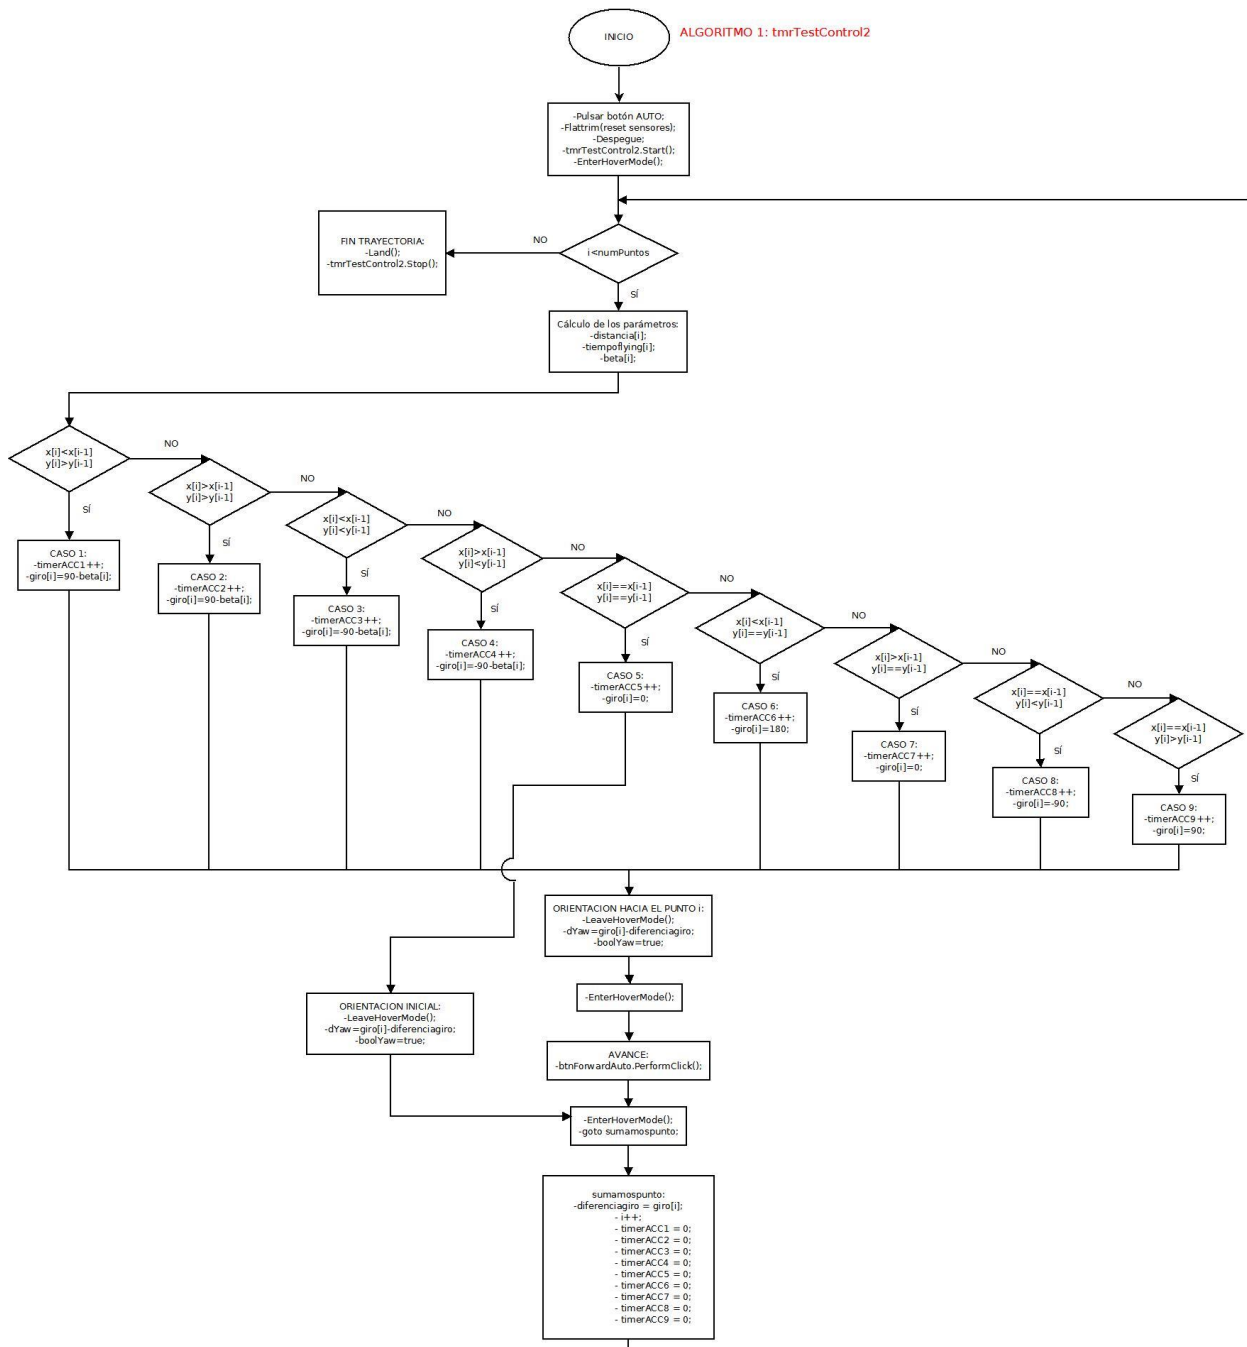 INICIO
ALGORITMO 1: tmrTestControl2
-Pulsar botón AUTO;
-Flattrim(reset sensores);
-Despegue;
-tmrTestControl2.Start();
-EnterHoverMode();
i<numPuntos
NO
SÍ
FIN TRAYECTORIA:
-Land();
-tmrTestControl2.Stop();
Cálculo de los parámetros:
-distancia[i];
-tiempoflying[i];
-beta[i];
x[i]<x[i-1]
y[i]>y[i-1]
NO
SÍ
CASO 1:
-timerACC1++;
-giro[i]=90-beta[i];
x[i]>x[i-1]
y[i]>y[i-1]
NO
SÍ
CASO 2:
-timerACC2++;
-giro[i]=90-beta[i];
x[i]<x[i-1]
y[i]<y[i-1]
NO
SÍ
CASO 3:
-timerACC3++;
-giro[i]=-90-beta[i];
x[i]>x[i-1]
y[i]<y[i-1]
NO
SÍ
CASO 4:
-timerACC4++;
-giro[i]=-90-beta[i];
x[i]==x[i-1]
y[i]==y[i-1]
NO
SÍ
CASO 5:
-timerACC5++;
-giro[i]=0;
x[i]<x[i-1]
y[i]==y[i-1]
NO
SÍ
CASO 6:
-timerACC6++;
-giro[i]=180;
x[i]>x[i-1]
y[i]==y[i-1]
NO
SÍ
CASO 7:
-timerACC7++;
-giro[i]=0;
x[i]==x[i-1]
y[i]<y[i-1]
NO
SÍ
CASO 8:
-timerACC8++;
-giro[i]=-90;
x[i]==x[i-1]
y[i]>y[i-1]
SÍ
CASO 9:
-timerACC9++;
-giro[i]=90;
ORIENTACION HACIA EL PUNTO i:
-LeaveHoverMode();
-dYaw=giro[i]-diferenciagiro;
-boolYaw=true;
-EnterHoverMode();
ORIENTACION INICIAL:
-LeaveHoverMode();
-dYaw=giro[i]-diferenciagiro;
-boolYaw=true;
AVANCE:
-btnForwardAuto.PerformClick();
-EnterHoverMode();
-goto sumamospunto;
sumamospunto:
-diferenciagiro = giro[i];
- i++;
- timerACC1 = 0;
- timerACC2 = 0;
- timerACC3 = 0;
- timerACC4 = 0;
- timerACC5 = 0;
- timerACC6 = 0;
- timerACC7 = 0;
- timerACC8 = 0;
- timerACC9 = 0;